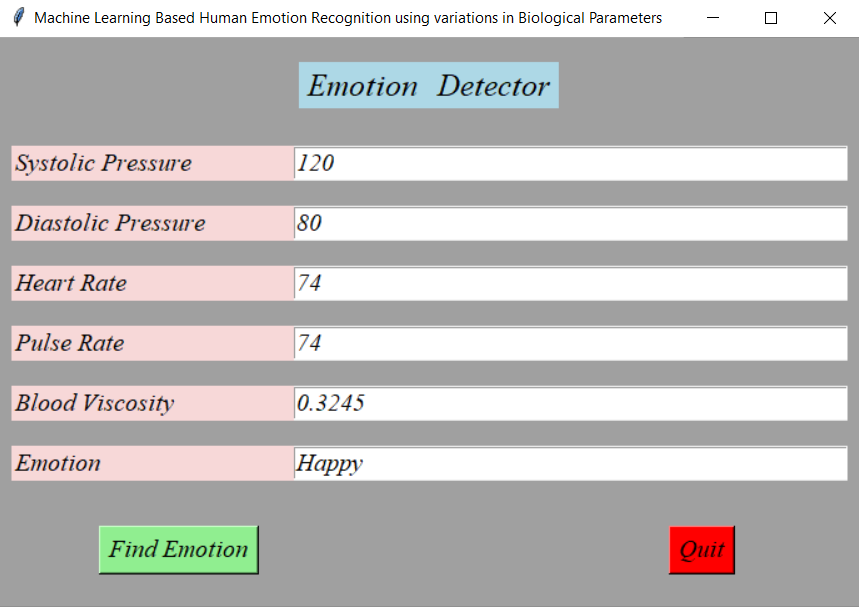 Machine Learning Based Human Emotion Recognition using variations in Biological Parameters
Emotion Detector
Systolic Pressure 120
Diastolic Pressure 80
Heart Rate 74
Pulse Rate 74
Blood Viscosity 0.3245
Emotion Happy
Find Emotion Quit